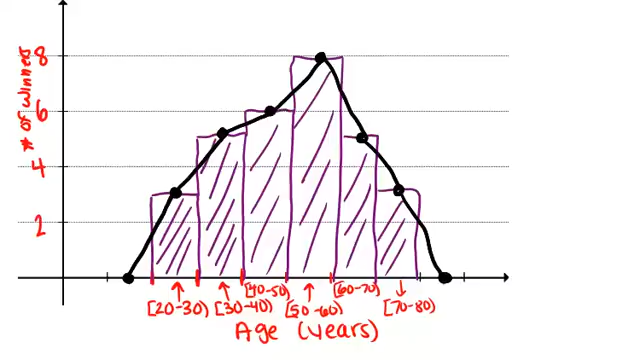 # of winners
8
6
4
2
[20-30) [30-40) [40-50) [50-60) [60-70) [70-80)
Age (years)